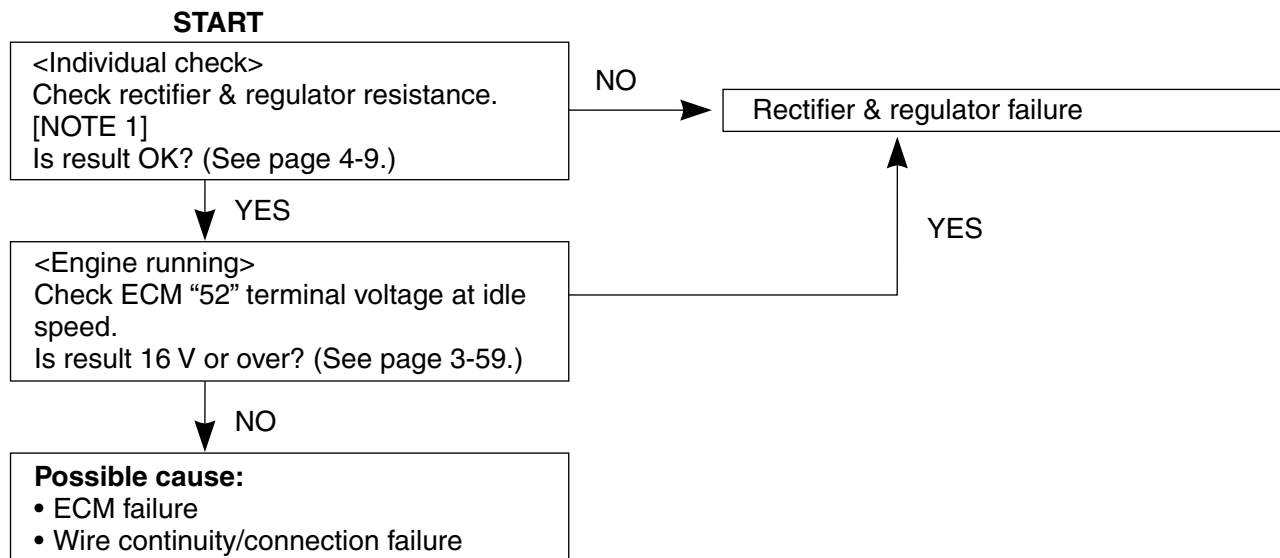 START
<Individual check>
Check rectifier & regulator resistance.
[NOTE 1]
Is result OK? (See page 4-9.)
NO
Rectifier & regulator failure
YES
YES
<Engine running>
Check ECM “52” terminal voltage at idle
speed.
Is result 16 V or over? (See page 3-59.)
NO
Possible cause:
• ECM failure
• Wire continuity/connection failure